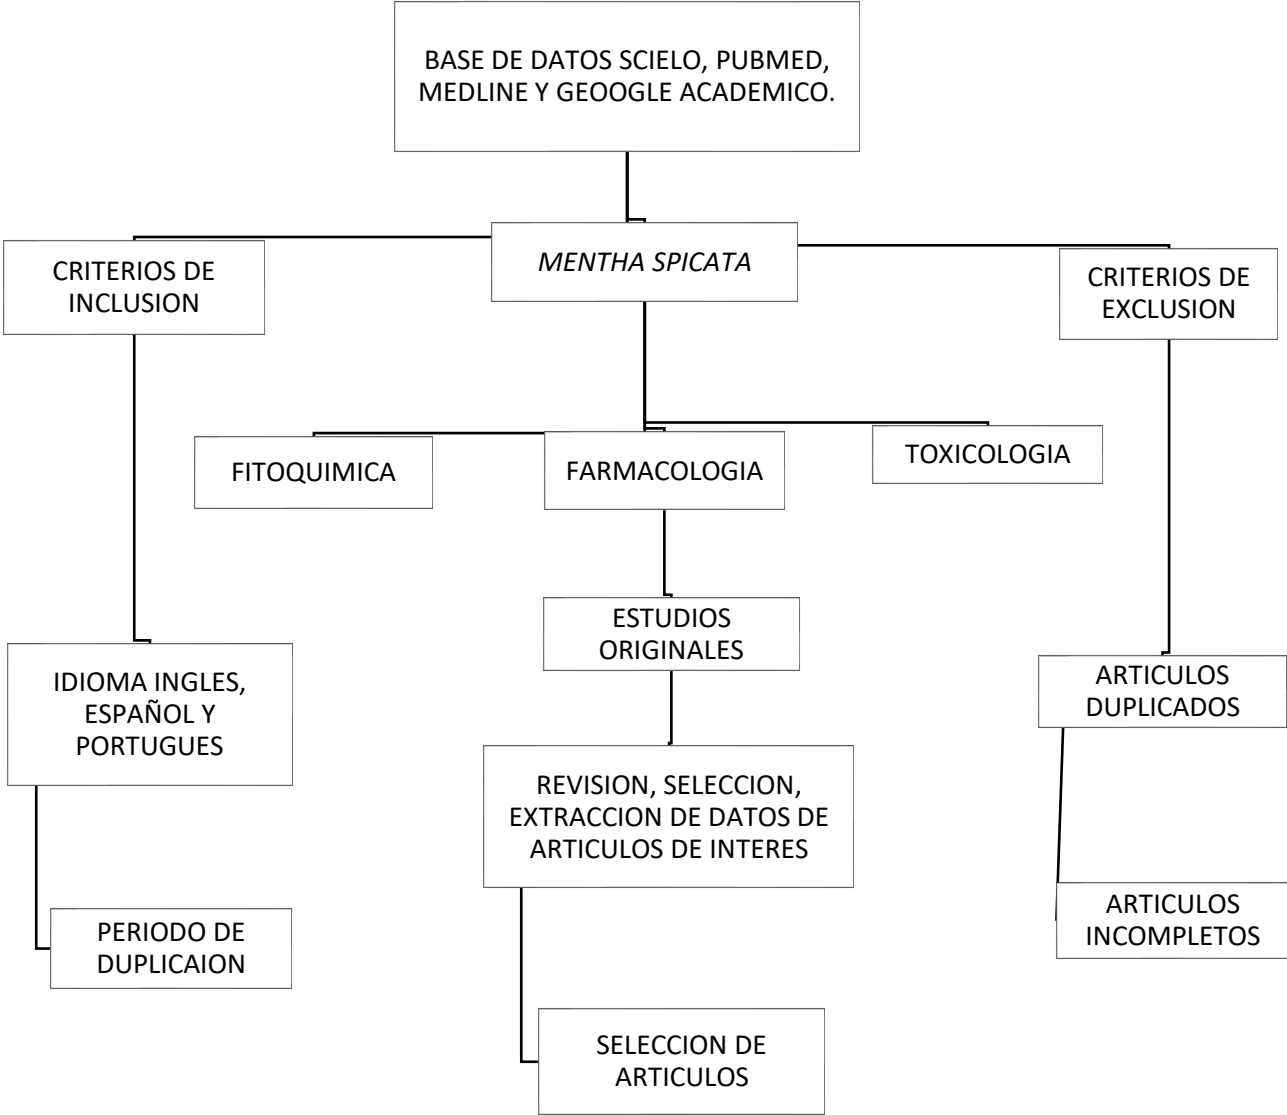 BASE DE DATOS SCIELO, PUBMED,
MEDLINE Y GEOOGLE ACADEMICO.
MENTHA SPICATA
CRITERIOS DE
INCLUSION
CRITERIOS DE
EXCLUSION
FITOQUIMICA
FARMACOLOGIA
TOXICOLOGIA
ESTUDIOS
ORIGINALES
IDIOMA INGLES,
ESPAÑOL Y
PORTUGUES
ARTICULOS
DUPLICADOS
REVISION, SELECCION,
EXTRACCION DE DATOS DE
ARTICULOS DE INTERES
PERIODO DE
DUPLICAION
ARTICULOS
INCOMPLETOS
SELECCION DE
ARTICULOS